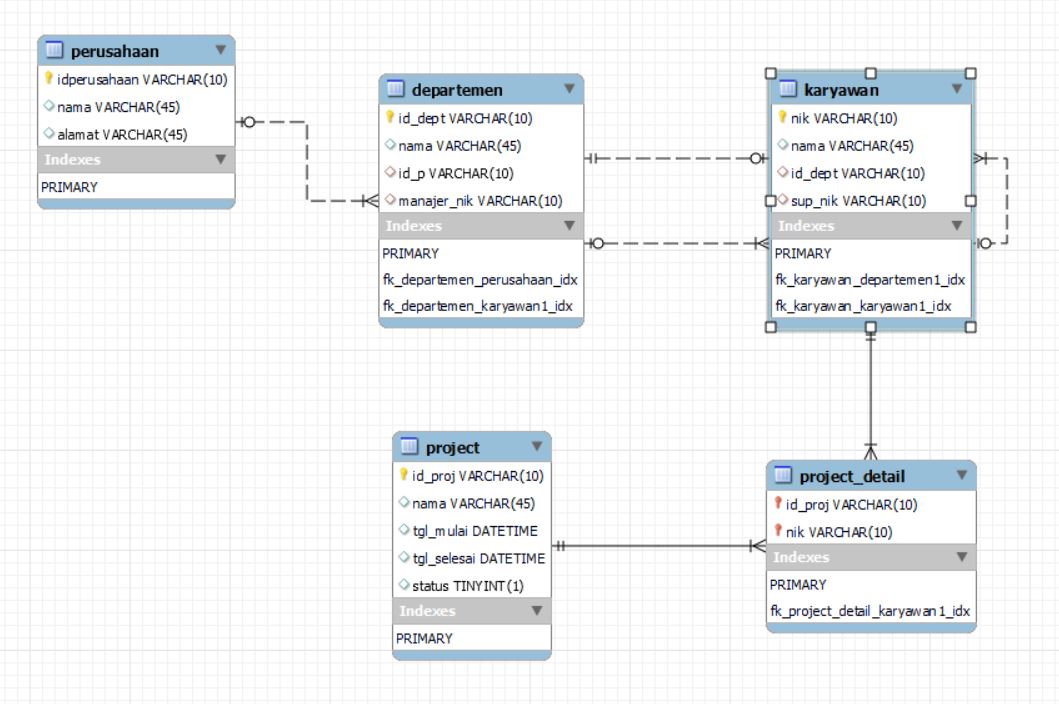 perusahaan
idperusahaan VARCHAR(10)
nama VARCHAR(45)
alamat VARCHAR(45)
Indexes
PRIMARY
departemen
id_dept VARCHAR(10)
nama VARCHAR(45)
id_p VARCHAR(10)
manajer_nik VARCHAR(10)
Indexes
PRIMARY
fk_departemen_perusahaan_idx
fk_departemen_karyawan1_idx
karyawan
nik VARCHAR(10)
nama VARCHAR(45)
id_dept VARCHAR(10)
sup_nik VARCHAR(10)
Indexes
PRIMARY
fk_karyawan_departemen1_idx
fk_karyawan_karyawan1_idx
project
id_proj VARCHAR(10)
nama VARCHAR(45)
tgl_mulai DATETIME
tgl_selesai DATETIME
status TINYINT(1)
Indexes
PRIMARY
project_detail
id_proj VARCHAR(10)
nik VARCHAR(10)
Indexes
PRIMARY
fk_project_detail_karyawan1_idx